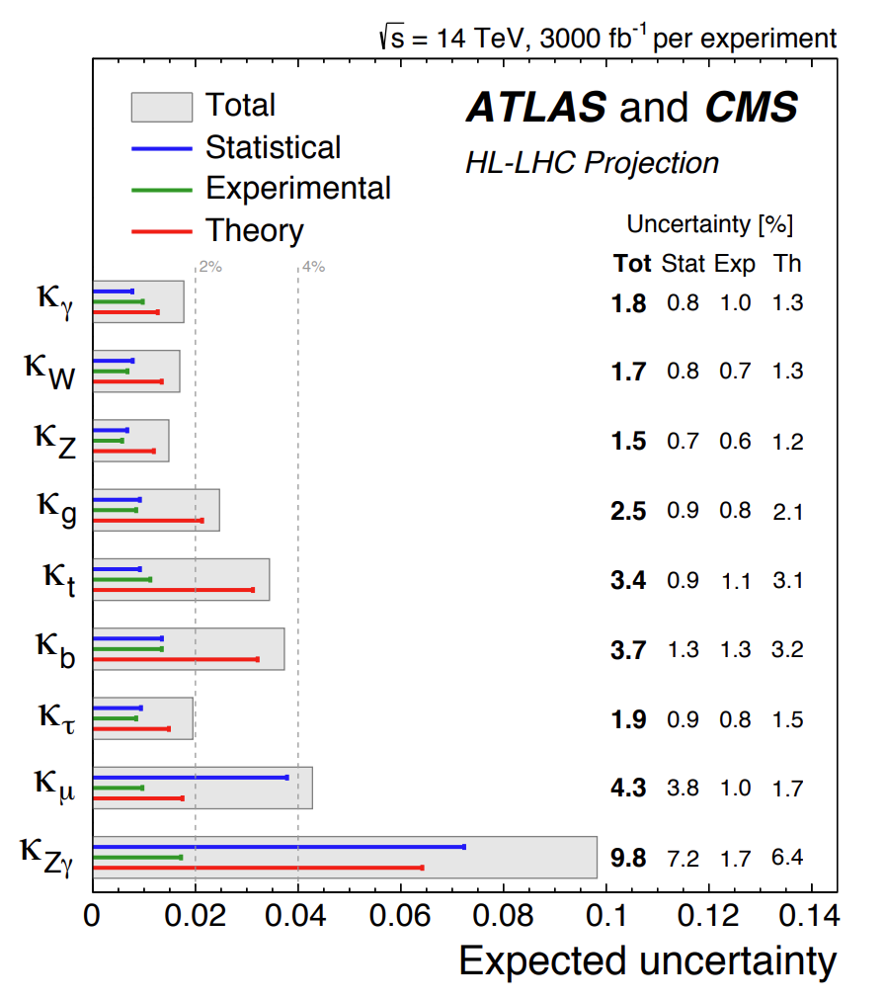 √s = 14 TeV, 3000 fb⁻¹ per experiment
Total
Statistical
Experimental
Theory
ATLAS and CMS
HL-LHC Projection
Uncertainty [%]
Tot Stat Exp Th
2% 4%
κγ 1.8 0.8 1.0 1.3
κW 1.7 0.8 0.7 1.3
κZ 1.5 0.7 0.6 1.2
κg 2.5 0.9 0.8 2.1
κt 3.4 0.9 1.1 3.1
κb 3.7 1.3 1.3 3.2
κτ 1.9 0.9 0.8 1.5
κμ 4.3 3.8 1.0 1.7
κZγ 9.8 7.2 1.7 6.4
0 0.02 0.04 0.06 0.08 0.1 0.12 0.14
Expected uncertainty